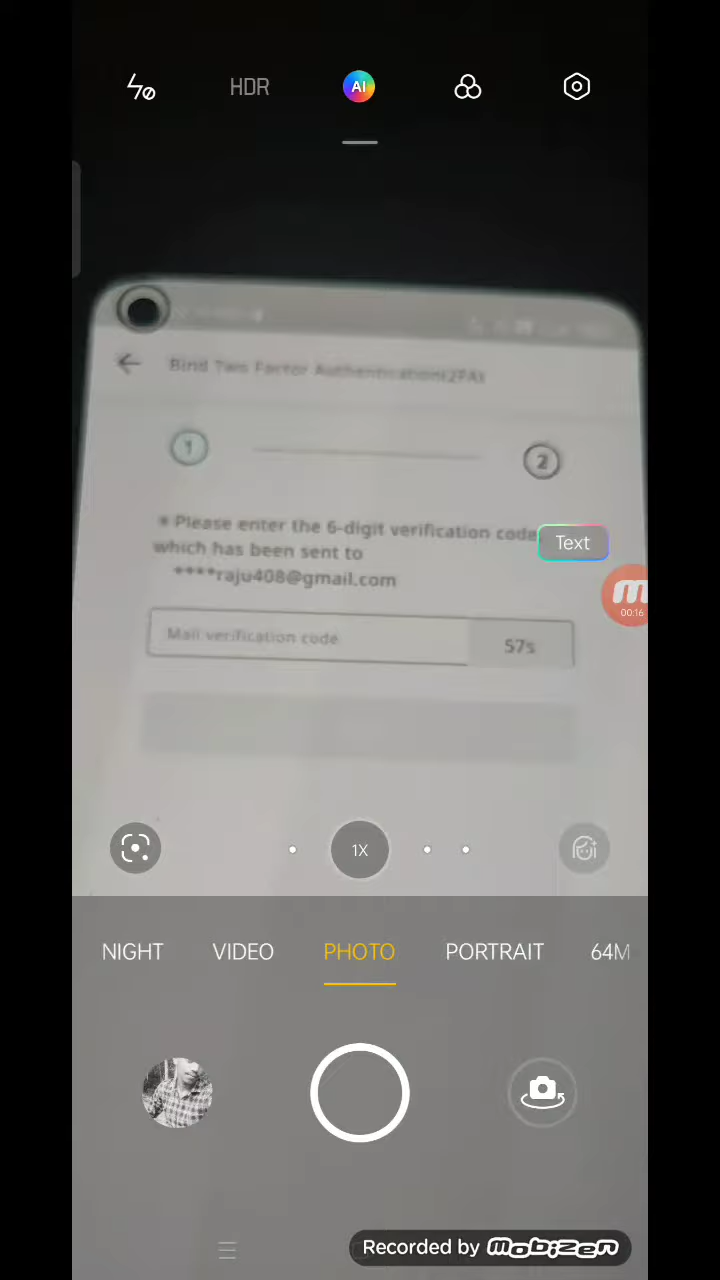 HDR
AI
Bind Two Factor Authentication(2FA)
1
2
* Please enter the 6-digit verification code
Text
which has been sent to
****raju408@gmail.com
00:16
Mail verification code
57s
1X
NIGHT VIDEO PHOTO PORTRAIT 64M
Recorded by mobizen